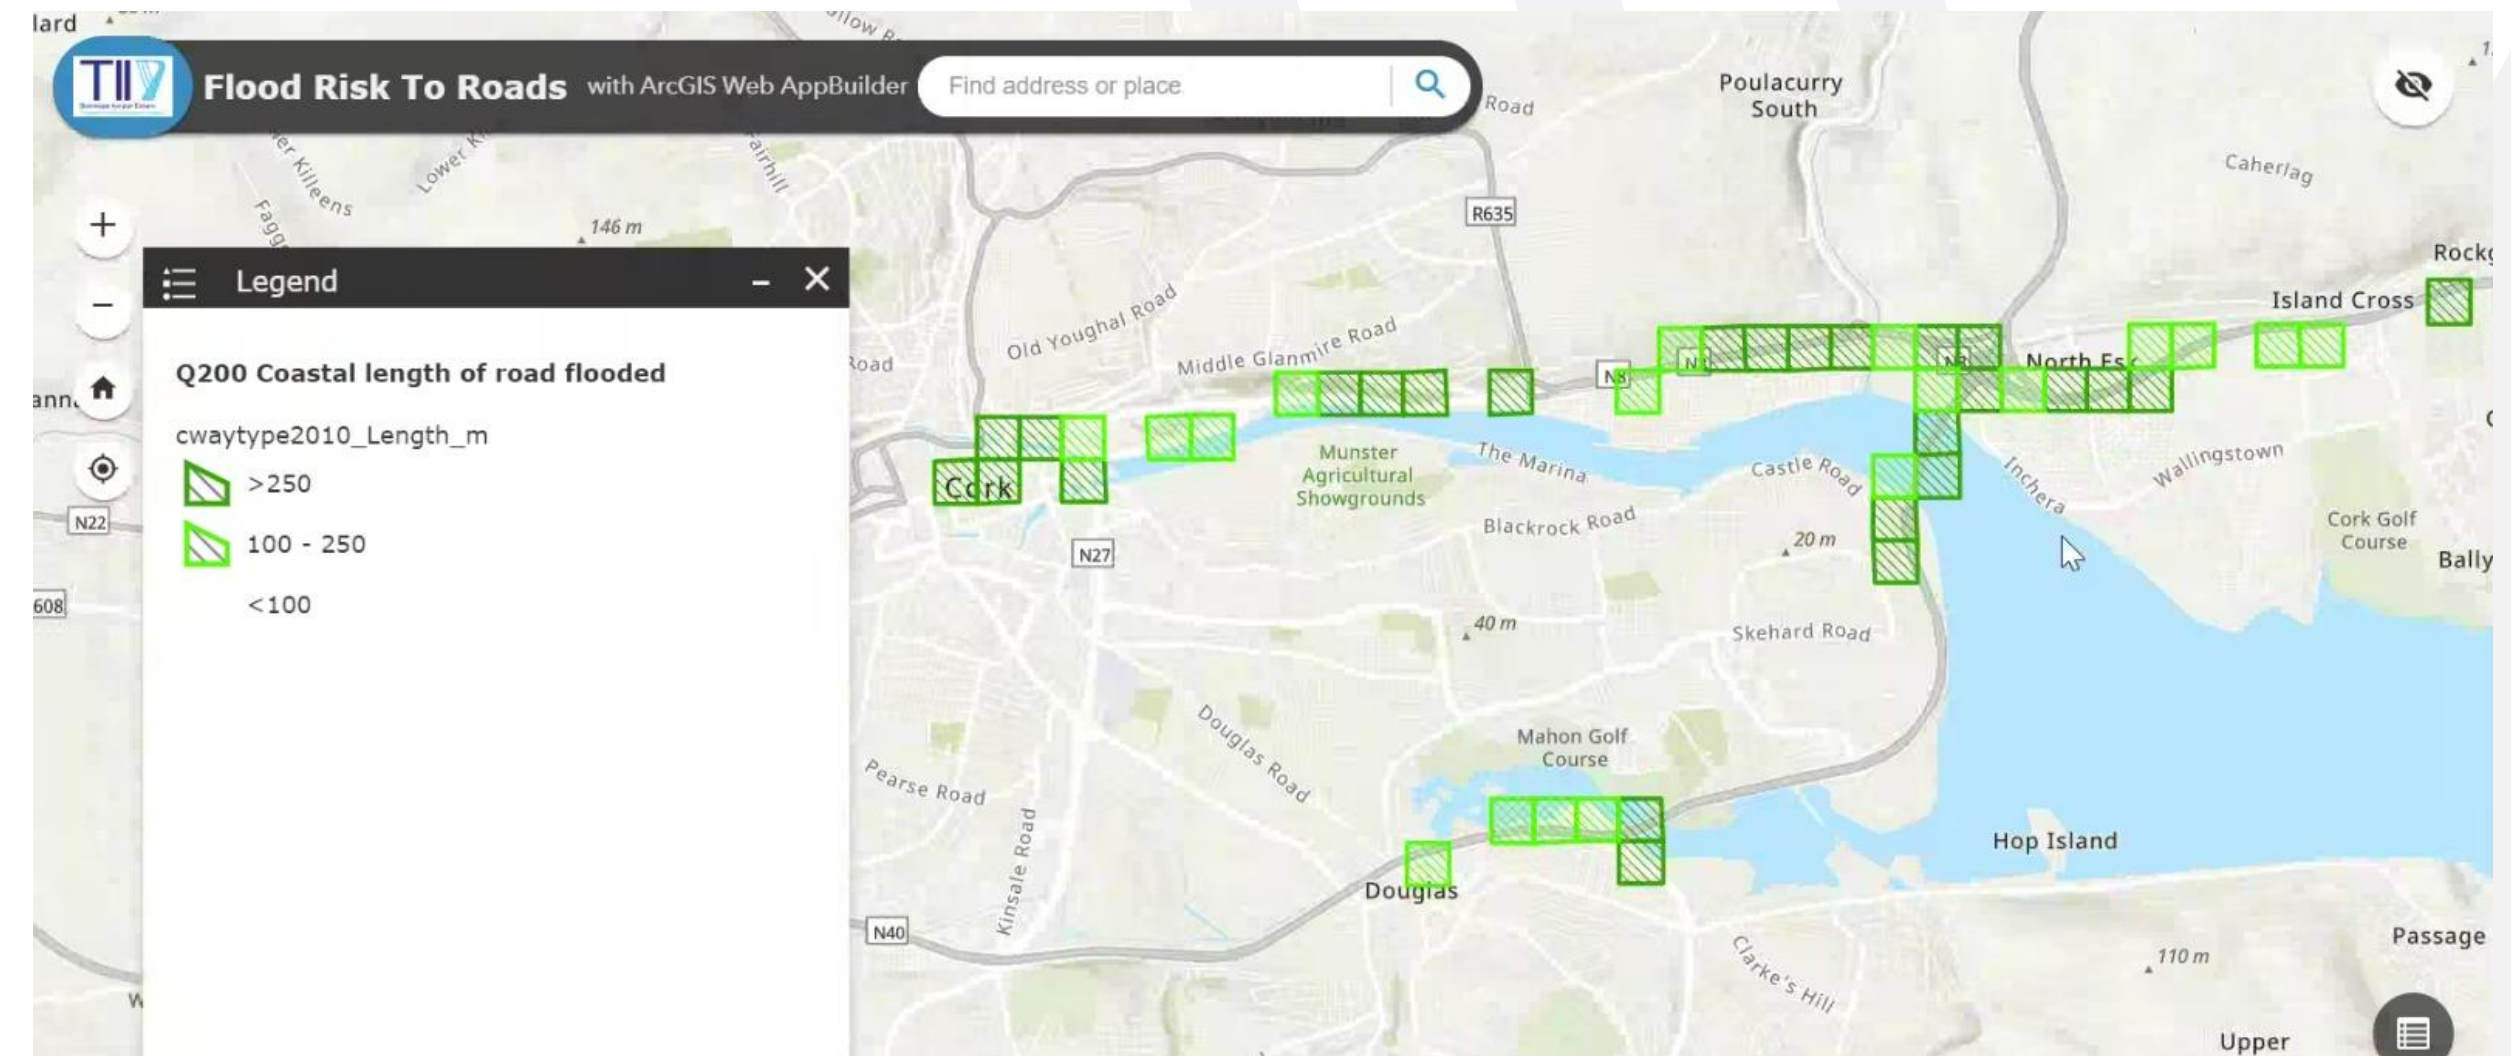 lard
TII
Flood Risk To Roads with ArcGIS Web AppBuilder
Find address or place
Road
Poulacurry
South
Caherlag
Lower
Fairhill
146 m
R635
Rock
Island Cross
Legend
Old Youghal Road
Middle Glanmire Road
Road
N8
North Es
Q200 Coastal length of road flooded
cwaytype2010_Length_m
>250
100 - 250
<100
N22
608
Cork
Munster
Agricultural
Showgrounds
The Marina
Castle Road
Inchera
Wallingstown
Blackrock Road
Cork Golf
Course
20 m
N27
Bally
40 m
Skehard Road
Douglas Road
Mahon Golf
Course
Pearse Road
Kinsale Road
Hop Island
Douglas
N40
Clarke's Hill
Passage
110 m
Upper